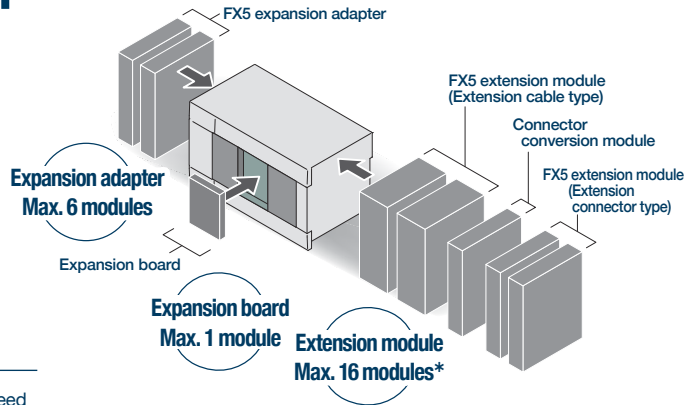 FX5 expansion adapter
FX5 extension module
(Extension cable type)
Connector
conversion module
FX5 extension module
(Extension
connector type)
Expansion adapter
Max. 6 modules
Expansion board
Expansion board
Max. 1 module
Extension module
Max. 16 modules*
eed